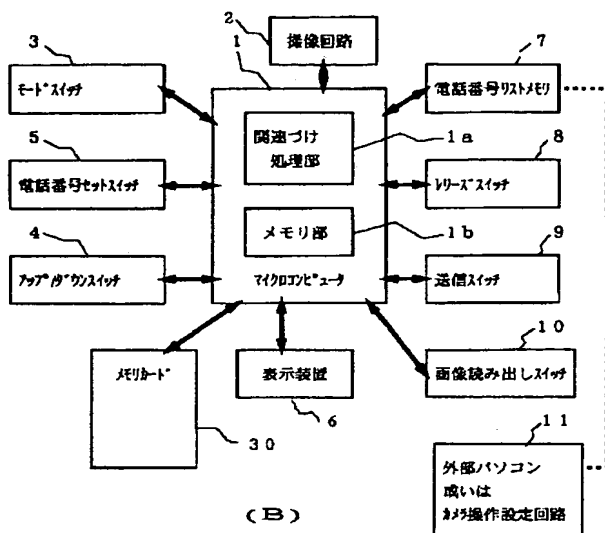 2
撮像回路
3
モードスイッチ
1
7
電話番号リストメモリ
関連づけ
処理部
1a
5
電話番号セットスイッチ
8
レリーズスイッチ
メモリ部
1b
4
アップ/ダウンスイッチ
マイクロコンピュータ
9
送信スイッチ
メモリカード
30
表示装置
6
10
画像読み出しスイッチ
11
外部パソコン
或いは
カメラ操作設定回路
(B)